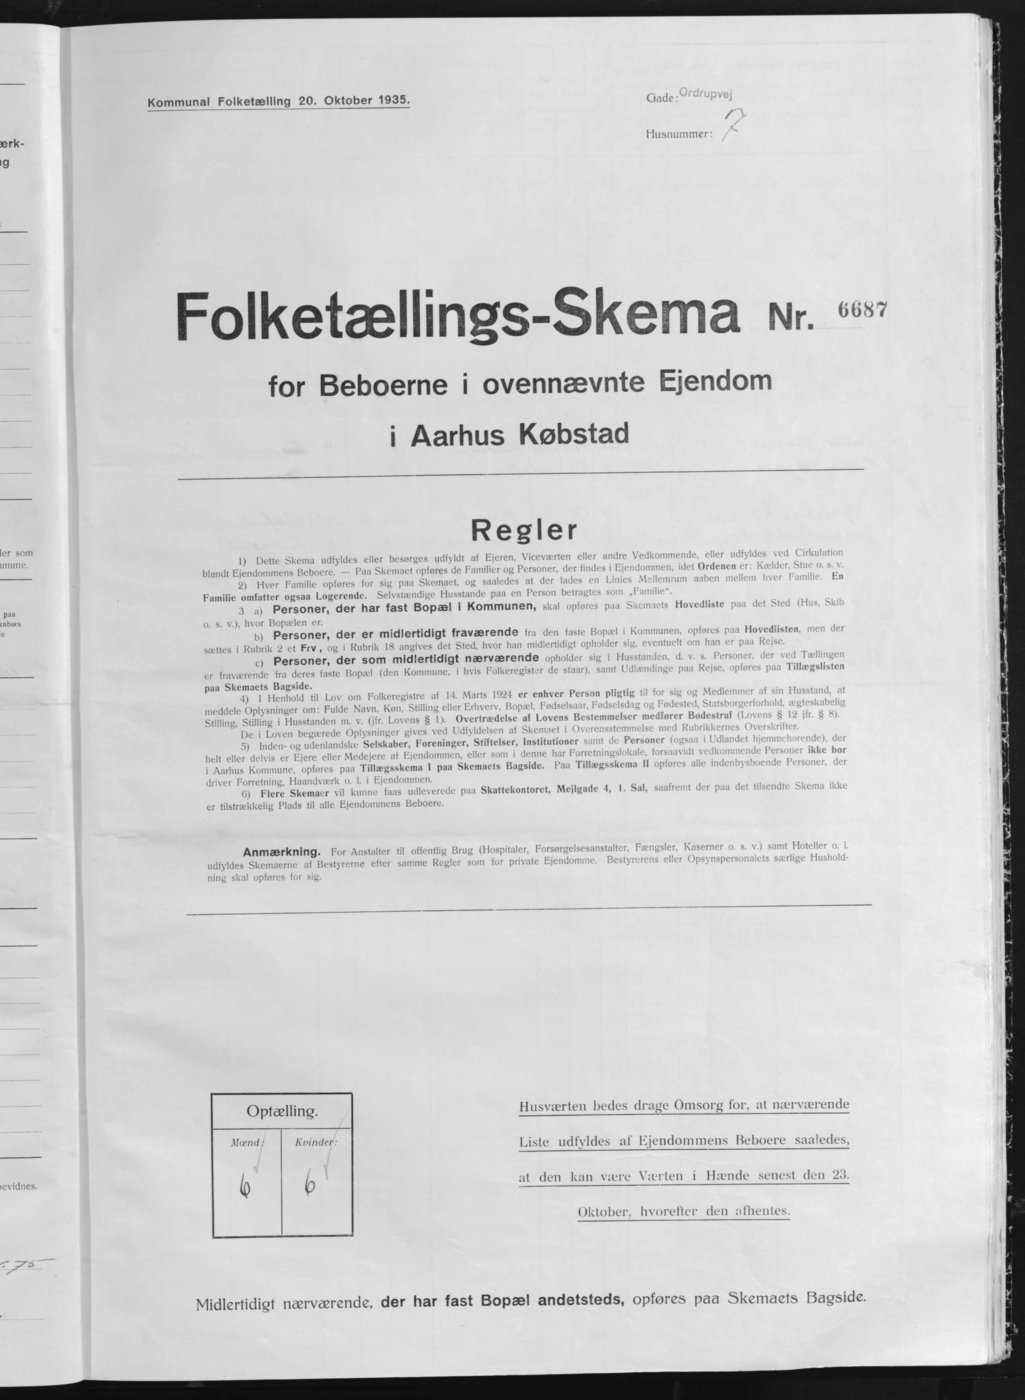 Kommunal Folketælling 20. Oktober 1935.
Gade: Ordrupvej
Husnummer: 7
Folketællings-Skema Nr. 6687
for Beboerne i ovennævnte Ejendom
i Aarhus Købstad
Regler
1) Dette Skema udfyldes eller besørges udfyldt af Ejeren, Viceværten eller andre Vedkommende, eller udfyldes ved Cirkulation
blandt Ejendommens Beboere. — Paa Skemaet opføres de Familier og Personer, der findes i Ejendommen, idet Ordenen er: Kælder, Stue o. s. v.
2) Hver Familie opføres for sig paa Skemaet, og saaledes at der lades en Linies Mellemrum aaben mellem hver Familie. En
Familie omfatter ogsaa Logerende. Selvstændige Husstande paa en Person betragtes som „Familie".
3 a) Personer, der har fast Bopæl i Kommunen, skal opføres paa Skemaets Hovedliste paa det Sted (Hus, Skib
o. s. v.), hvor Bopælen er.
b) Personer, der er midlertidigt fraværende fra den faste Bopæl i Kommunen, opføres paa Hovedlisten, men der
sættes i Rubrik 2 et Frv, og i Rubrik 18 angives det Sted, hvor han midlertidigt opholder sig, eventuelt om han er paa Rejse.
c) Personer, der som midlertidigt nærværende opholder sig i Husstanden, d. v. s. Personer, der ved Tællingen
er fraværende fra deres faste Bopæl (den Kommune, i hvis Folkeregister de staar), samt Udlændinge paa Rejse, opføres paa Tillægslisten
paa Skemaets Bagside.
4) I Henhold til Lov om Folkeregistre af 14. Marts 1924 er enhver Person pligtig til for sig og Medlemmer af sin Husstand, at
meddele Oplysninger om: Fulde Navn, Køn, Stilling eller Erhverv, Bopæl, Fødselsaar, Fødselsdag og Fødested, Statsborgerforhold, ægteskabelig
Stilling, Stilling i Husstanden m. v. (jfr. Lovens § 1). Overtrædelse af Lovens Bestemmelser medfører Bødestraf (Lovens § 12 jfr. § 8).
De i Loven begærede Oplysninger gives ved Udfyldelsen af Skemaet i Overensstemmelse med Rubrikkernes Overskrifter.
5) Inden- og udenlandske Selskaber, Foreninger, Stiftelser, Institutioner samt de Personer (ogsaa i Udlandet hjemmehørende), der
helt eller delvis er Ejere eller Medejere af Ejendommen, eller som i denne har Forretningslokale, forsaavidt vedkommende Personer ikke bor
i Aarhus Kommune, opføres paa Tillægsskema I paa Skemaets Bagside. Paa Tillægsskema II opføres alle indenbysboende Personer, der
driver Forretning, Haandværk o. l. i Ejendommen.
6) Flere Skemaer vil kunne faas udleverede paa Skattekontoret, Mejlgade 4, 1. Sal, saafremt der paa det tilsendte Skema ikke
er tilstrækkelig Plads til alle Ejendommens Beboere.
Anmærkning. For Anstalter til offentlig Brug (Hospitaler, Forsørgelsesanstalter, Fængsler, Kaserner o. s. v.) samt Hoteller o. l.
udfyldes Skemaerne af Bestyrerne efter samme Regler som for private Ejendomme. Bestyrerens eller Opsynspersonalets særlige Hushold-
ning skal opføres for sig.
Optælling.
Mænd: Kvinder:
6 6
Husværten bedes drage Omsorg for, at nærværende
Liste udfyldes af Ejendommens Beboere saaledes,
at den kan være Værten i Hænde senest den 23.
Oktober, hvorefter den afhentes.
Midlertidigt nærværende, der har fast Bopæl andetsteds, opføres paa Skemaets Bagside.